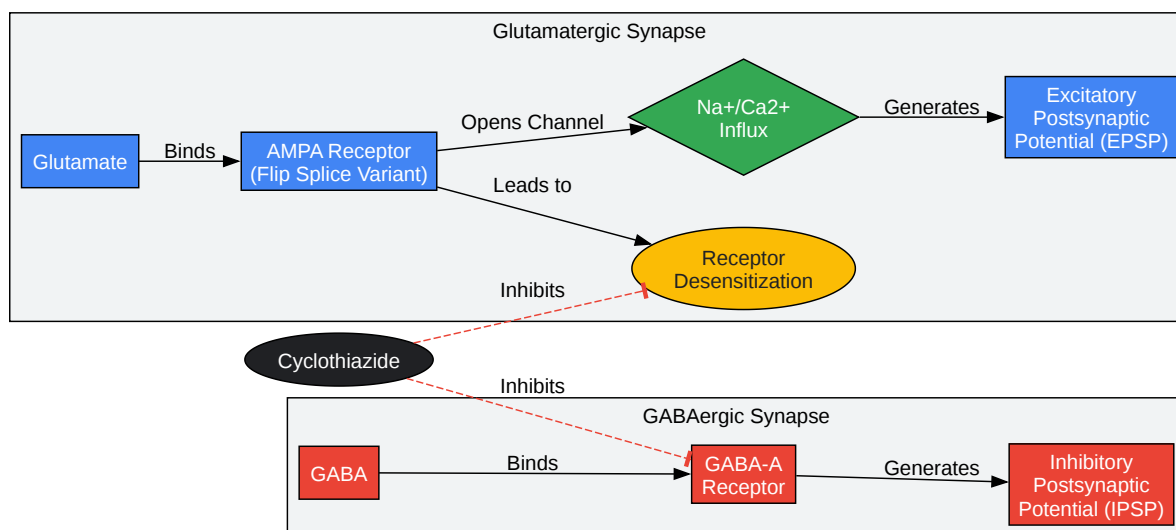 Glutamatergic Synapse
Glutamate
Binds
AMPA Receptor
(Flip Splice Variant)
Opens Channel
Leads to
Na+/Ca2+
Influx
Generates
Excitatory
Postsynaptic
Potential (EPSP)
Receptor
Desensitization
Inhibits
Cyclothiazide
Inhibits
GABAergic Synapse
GABA
Binds
GABA-A
Receptor
Generates
Inhibitory
Postsynaptic
Potential (IPSP)